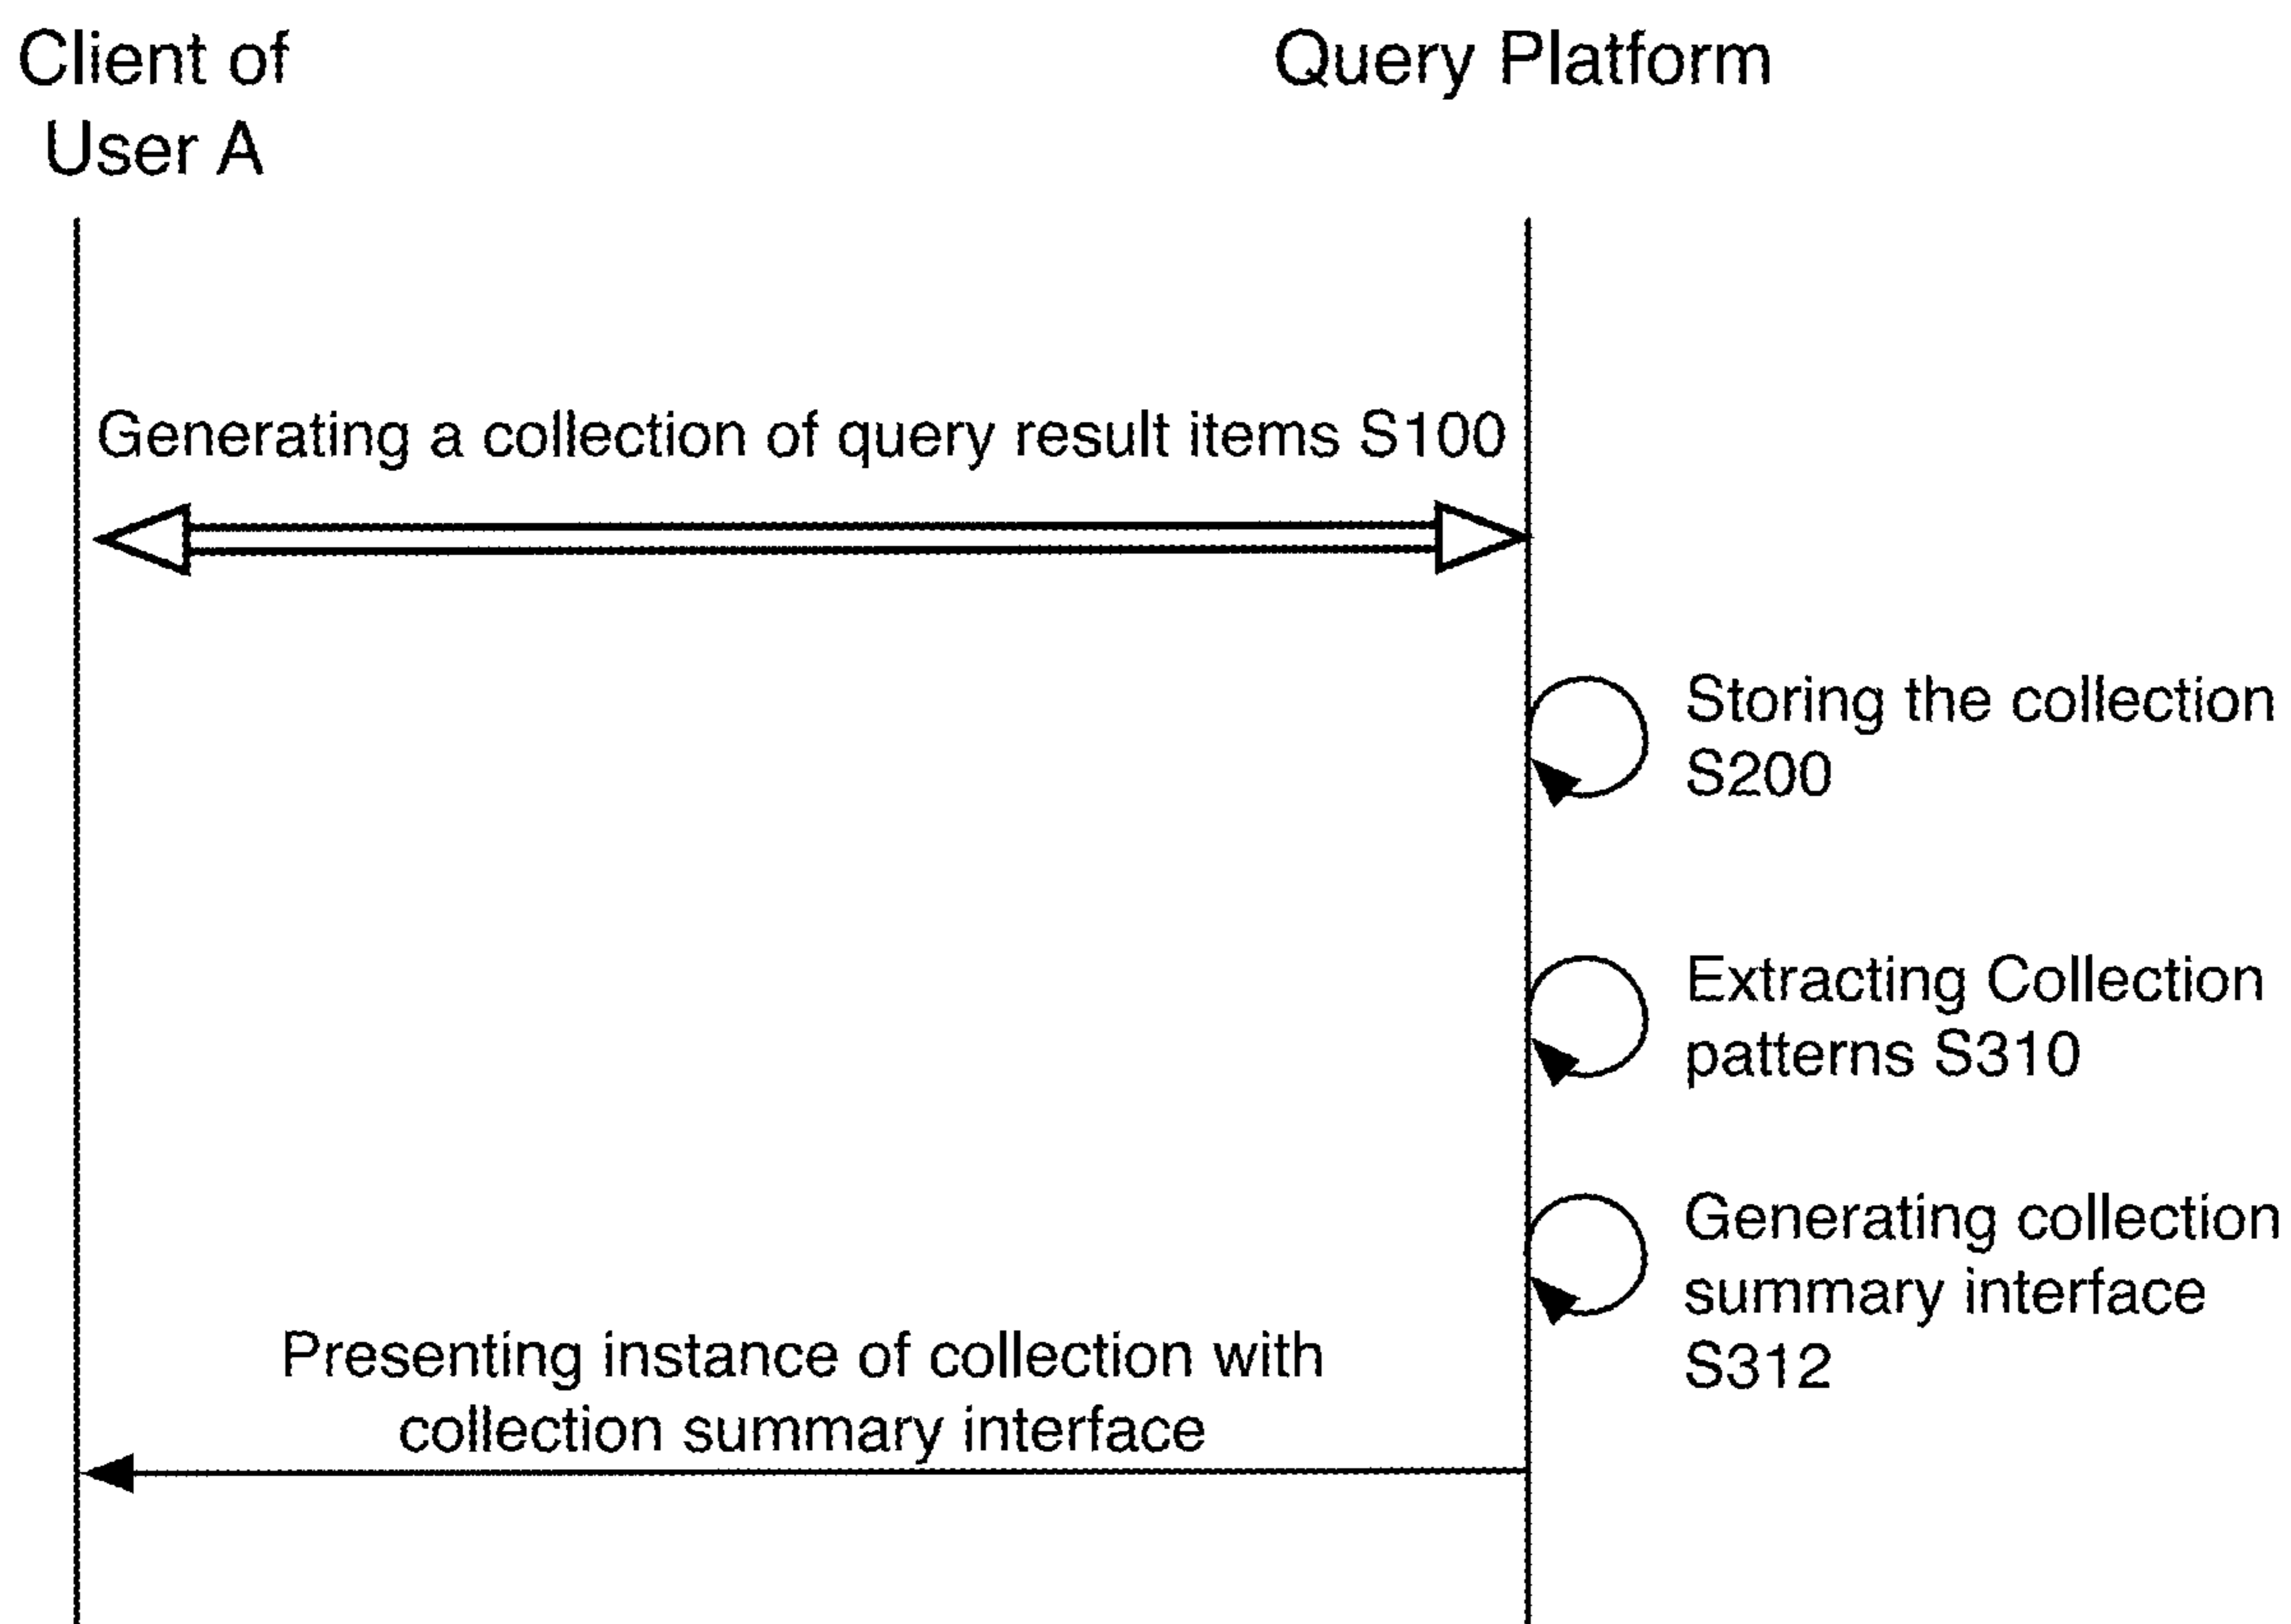 Client of
User A
Query Platform
Generating a collection of query result items S100
Storing the collection
S200
Extracting Collection
patterns S310
Generating collection
summary interface
S312
Presenting instance of collection with
collection summary interface